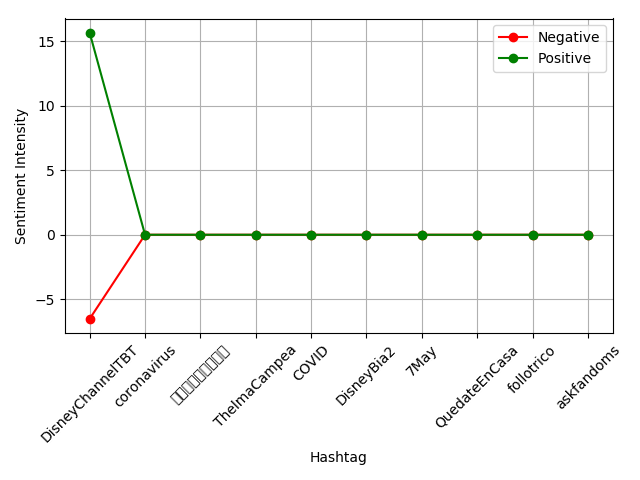 Negative
Positive
15
10
5
0
−5
Sentiment Intensity
DisneyChannelTBT
coronavirus
ThelmaCampea
COVID
DisneyBia2
7May
QuedateEnCasa
follotrico
askfandoms
Hashtag